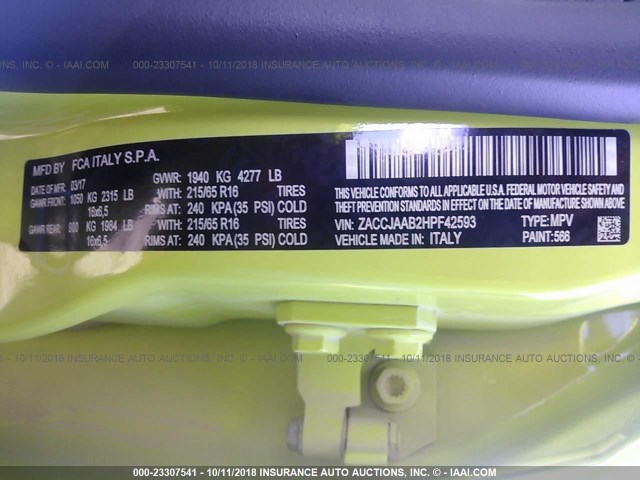 INSURANCE AUTO AUCTIONS, INC. - IAAI.COM 000-23307541 - 10/11/2018 INSURANCE AUTO AUCTIONS, INC. - IAAI.COM
MFD BY FCA ITALY S.P.A.
DATE OF MFD: 03/17 GVWR: 1940 KG 4277 LB
GAWR FRONT: 1050 KG 2315 LB WITH: 215/65 R16 TIRES
16x6,5 RIMS AT: 240 KPA(35 PSI) COLD
GAWR REAR: 900 KG 1984 LB WITH: 215/65 R16 TIRES
16x6,5 RIMS AT: 240 KPA(35 PSI) COLD
THIS VEHICLE CONFORMS TO ALL APPLICABLE U.S.A. FEDERAL MOTOR VEHICLE SAFETY AND
THEFT PREVENTION STANDARDS IN EFFECT ON THE DATE OF MANUFACTURE SHOWN ABOVE.
VIN: ZACCJAAB2HPF42593 TYPE: MPV
VEHICLE MADE IN: ITALY PAINT: 566
000-23307541 - 10/11/2018 INSURANCE AUTO AUCTIONS, INC. - IAAI.COM
000-23307541 - 10/11/2018 INSURANCE AUTO AUCTIONS, INC. - IAAI.COM